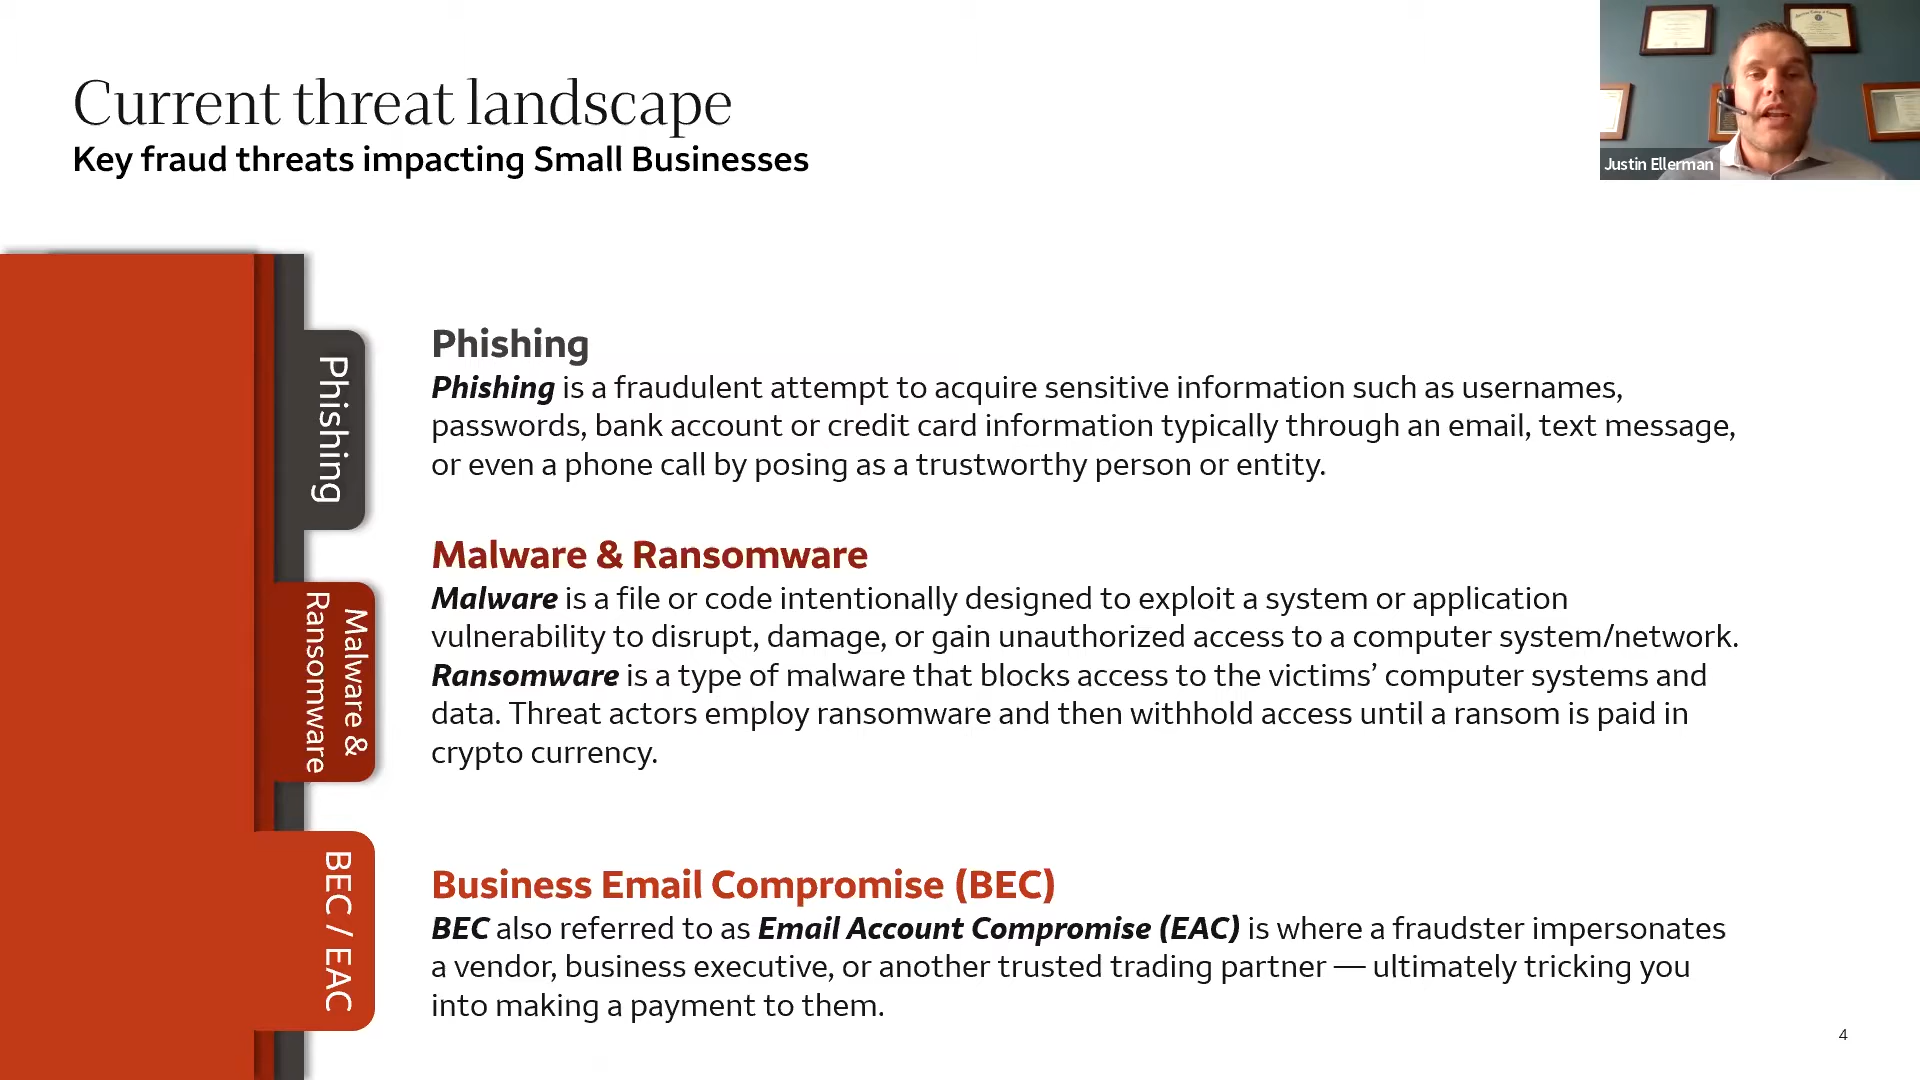 Current threat landscape
Key fraud threats impacting Small Businesses
Justin Ellerman
Phishing
Phishing
Phishing is a fraudulent attempt to acquire sensitive information such as usernames,
passwords, bank account or credit card information typically through an email, text message,
or even a phone call by posing as a trustworthy person or entity.
Malware &
Ransomware
Malware & Ransomware
Malware is a file or code intentionally designed to exploit a system or application
vulnerability to disrupt, damage, or gain unauthorized access to a computer system/network.
Ransomware is a type of malware that blocks access to the victims’ computer systems and
data. Threat actors employ ransomware and then withhold access until a ransom is paid in
crypto currency.
BEC / EAC
Business Email Compromise (BEC)
BEC also referred to as Email Account Compromise (EAC) is where a fraudster impersonates
a vendor, business executive, or another trusted trading partner — ultimately tricking you
into making a payment to them.
4